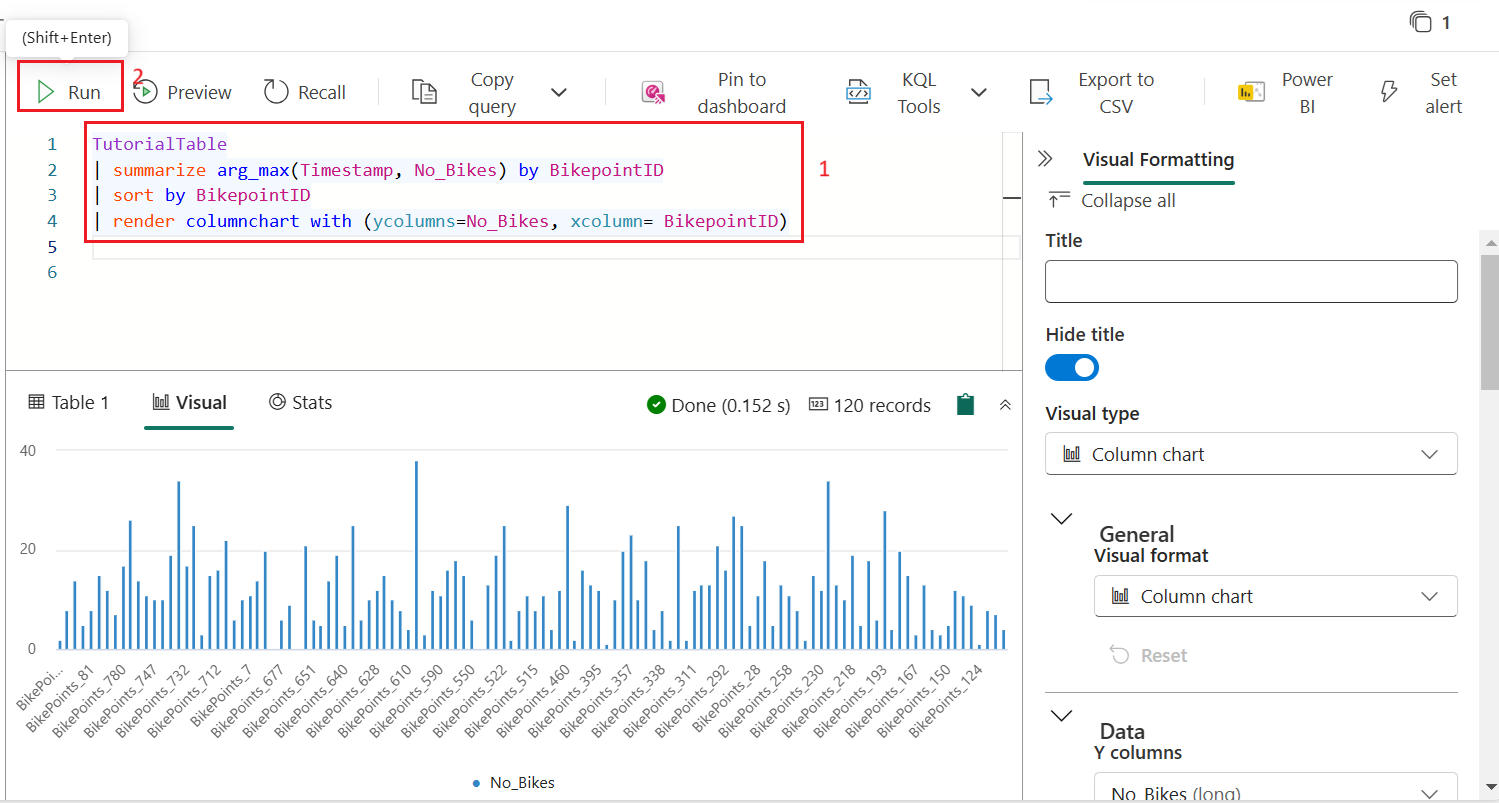 1
(Shift+Enter)
Run
2
Preview
Recall
Copy query
Pin to dashboard
KQL Tools
Export to CSV
Power BI
Set alert
1 TutorialTable
2 | summarize arg_max(Timestamp, No_Bikes) by BikepointID
3 | sort by BikepointID
4 | render columnchart with (ycolumns=No_Bikes, xcolumn= BikepointID)
5
6
1
Table 1
Visual
Stats
Done (0.152 s)
123
120 records
40
20
0
BikePoi...
BikePoints_81
BikePoints_780
BikePoints_747
BikePoints_732
BikePoints_712
BikePoints_7
BikePoints_677
BikePoints_651
BikePoints_640
BikePoints_628
BikePoints_610
BikePoints_590
BikePoints_550
BikePoints_522
BikePoints_515
BikePoints_460
BikePoints_395
BikePoints_357
BikePoints_338
BikePoints_311
BikePoints_292
BikePoints_28
BikePoints_258
BikePoints_230
BikePoints_218
BikePoints_193
BikePoints_167
BikePoints_150
BikePoints_124
No_Bikes
Visual Formatting
Collapse all
Title
Hide title
Visual type
Column chart
General
Visual format
Column chart
Reset
Data
Y columns
No_Bikes (long)